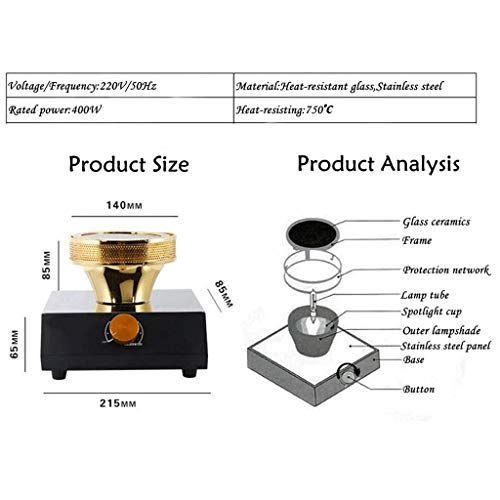 Voltage/Frequency:220V/50Hz
Material:Heat-resistant glass,Stainless steel
Rated power:400W
Heat-resisting:750℃
Product Size
Product Analysis
140MM
85MM
85MM
65MM
215MM
Glass ceramics
Frame
Protection network
Lamp tube
Spotlight cup
Outer lampshade
Stainless steel panel
Base
Button